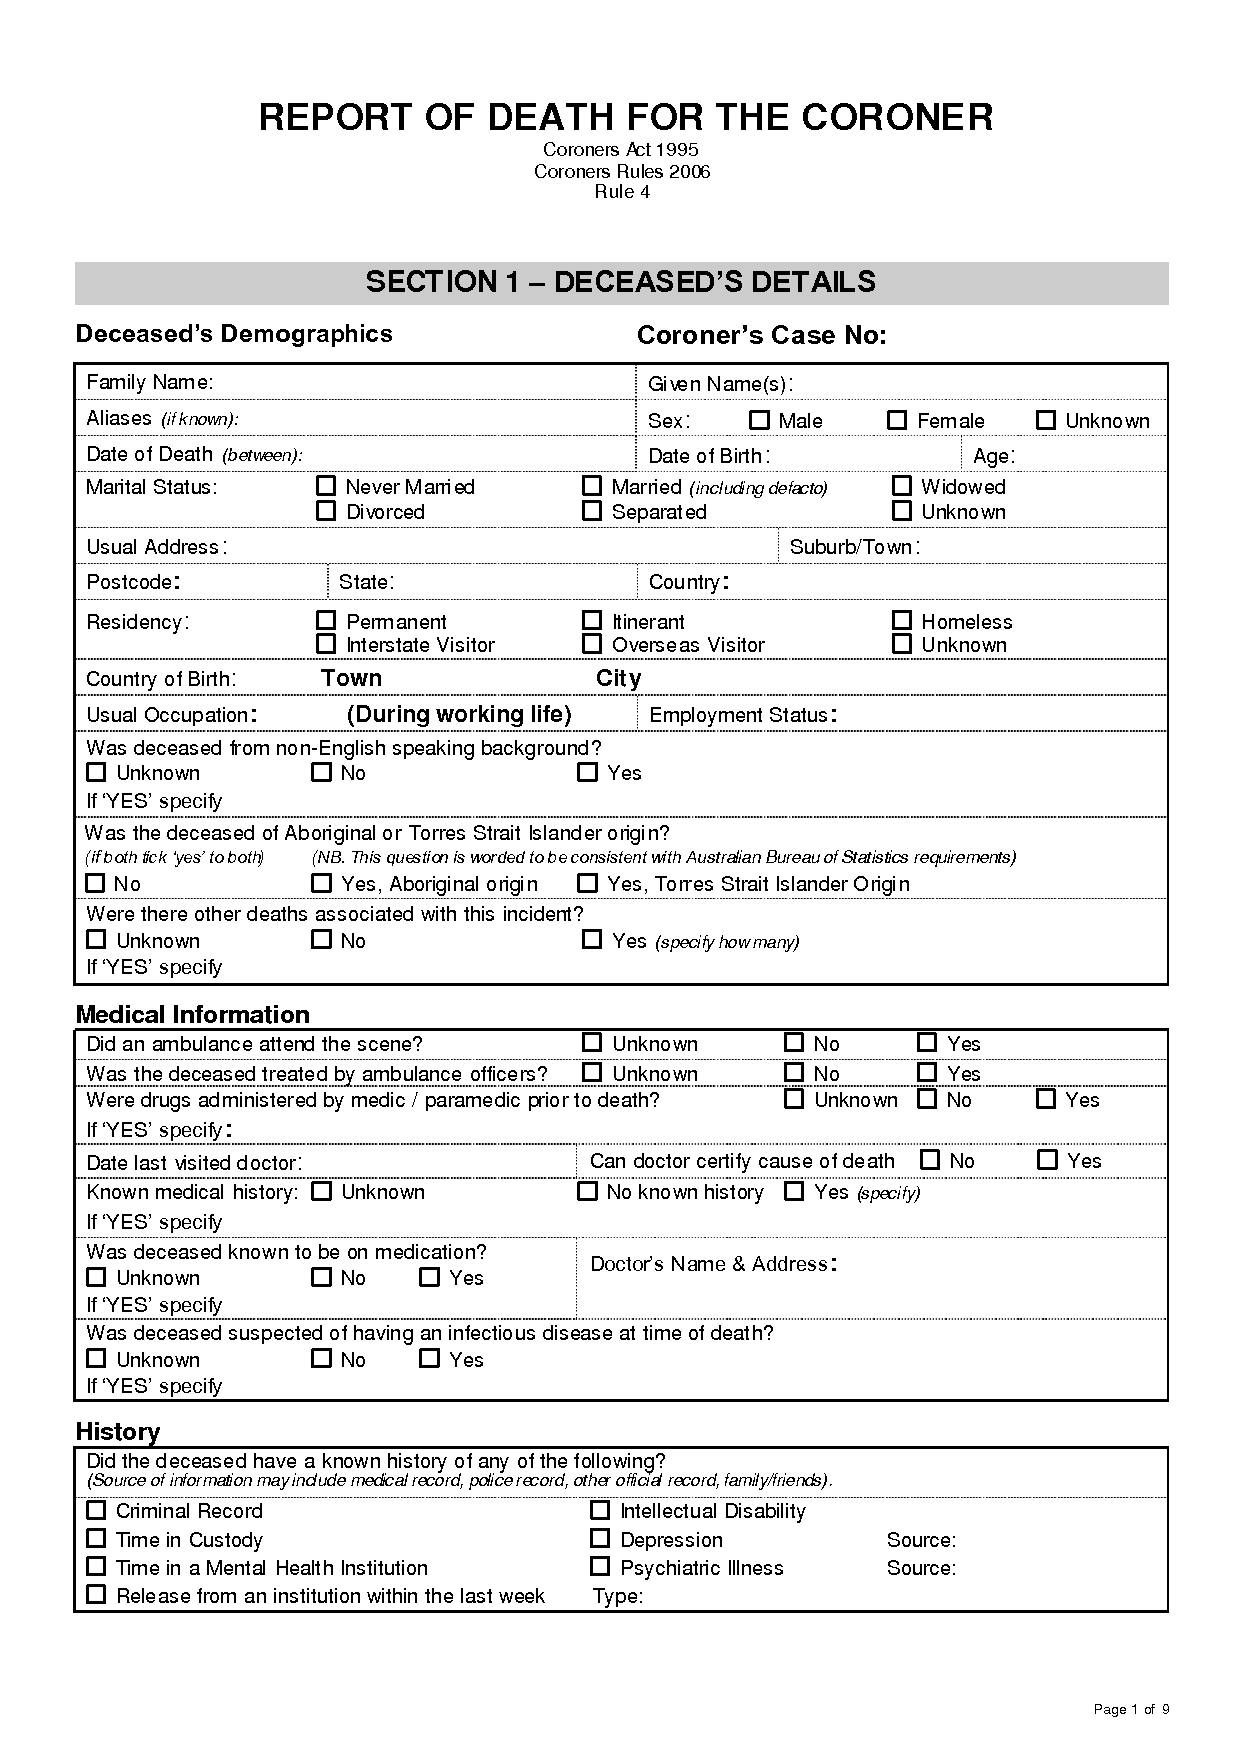 REPORT OF DEATH FOR THE CORONER
Coroners Act 1995
Coroners Rules 2006
Rule 4
SECTION 1 – DECEASED’S DETAILS
Deceased’s Demographics Coroner’s Case No:
Family Name: Given Name(s):
Aliases (if known): Sex: Male Female Unknown
Date of Death (between): Date of Birth: Age:
Marital Status: Never Married Married (including defacto) Widowed
Divorced Separated Unknown
Usual Address: Suburb/Town:
Postcode: State: Country:
Residency: Permanent Itinerant Homeless
Interstate Visitor Overseas Visitor Unknown
Country of Birth: Town City
Usual Occupation: (During working life) Employment Status:
Was deceased from non-English speaking background?
Unknown No Yes
If ‘YES’ specify
Was the deceased of Aboriginal or Torres Strait Islander origin?
(if both tick ‘yes’ to both) (NB. This question is worded to be consistent with Australian Bureau of Statistics requirements)
No Yes, Aboriginal origin Yes, Torres Strait Islander Origin
Were there other deaths associated with this incident?
Unknown No Yes (specify how many)
If ‘YES’ specify
Medical Information
Did an ambulance attend the scene? Unknown No Yes
Was the deceased treated by ambulance officers? Unknown No Yes
Were drugs administered by medic / paramedic prior to death? Unknown No Yes
If ‘YES’ specify:
Date last visited doctor: Can doctor certify cause of death No Yes
Known medical history: Unknown No known history Yes (specify)
If ‘YES’ specify
Was deceased known to be on medication? Doctor’s Name & Address:
Unknown No Yes
If ‘YES’ specify
Was deceased suspected of having an infectious disease at time of death?
Unknown No Yes
If ‘YES’ specify
History
Did the deceased have a known history of any of the following?
(Source of information may include medical record, police record, other official record, family/friends).
Criminal Record Intellectual Disability
Time in Custody Depression Source:
Time in a Mental Health Institution Psychiatric Illness Source:
Release from an institution within the last week Type:
Page 1 of 9